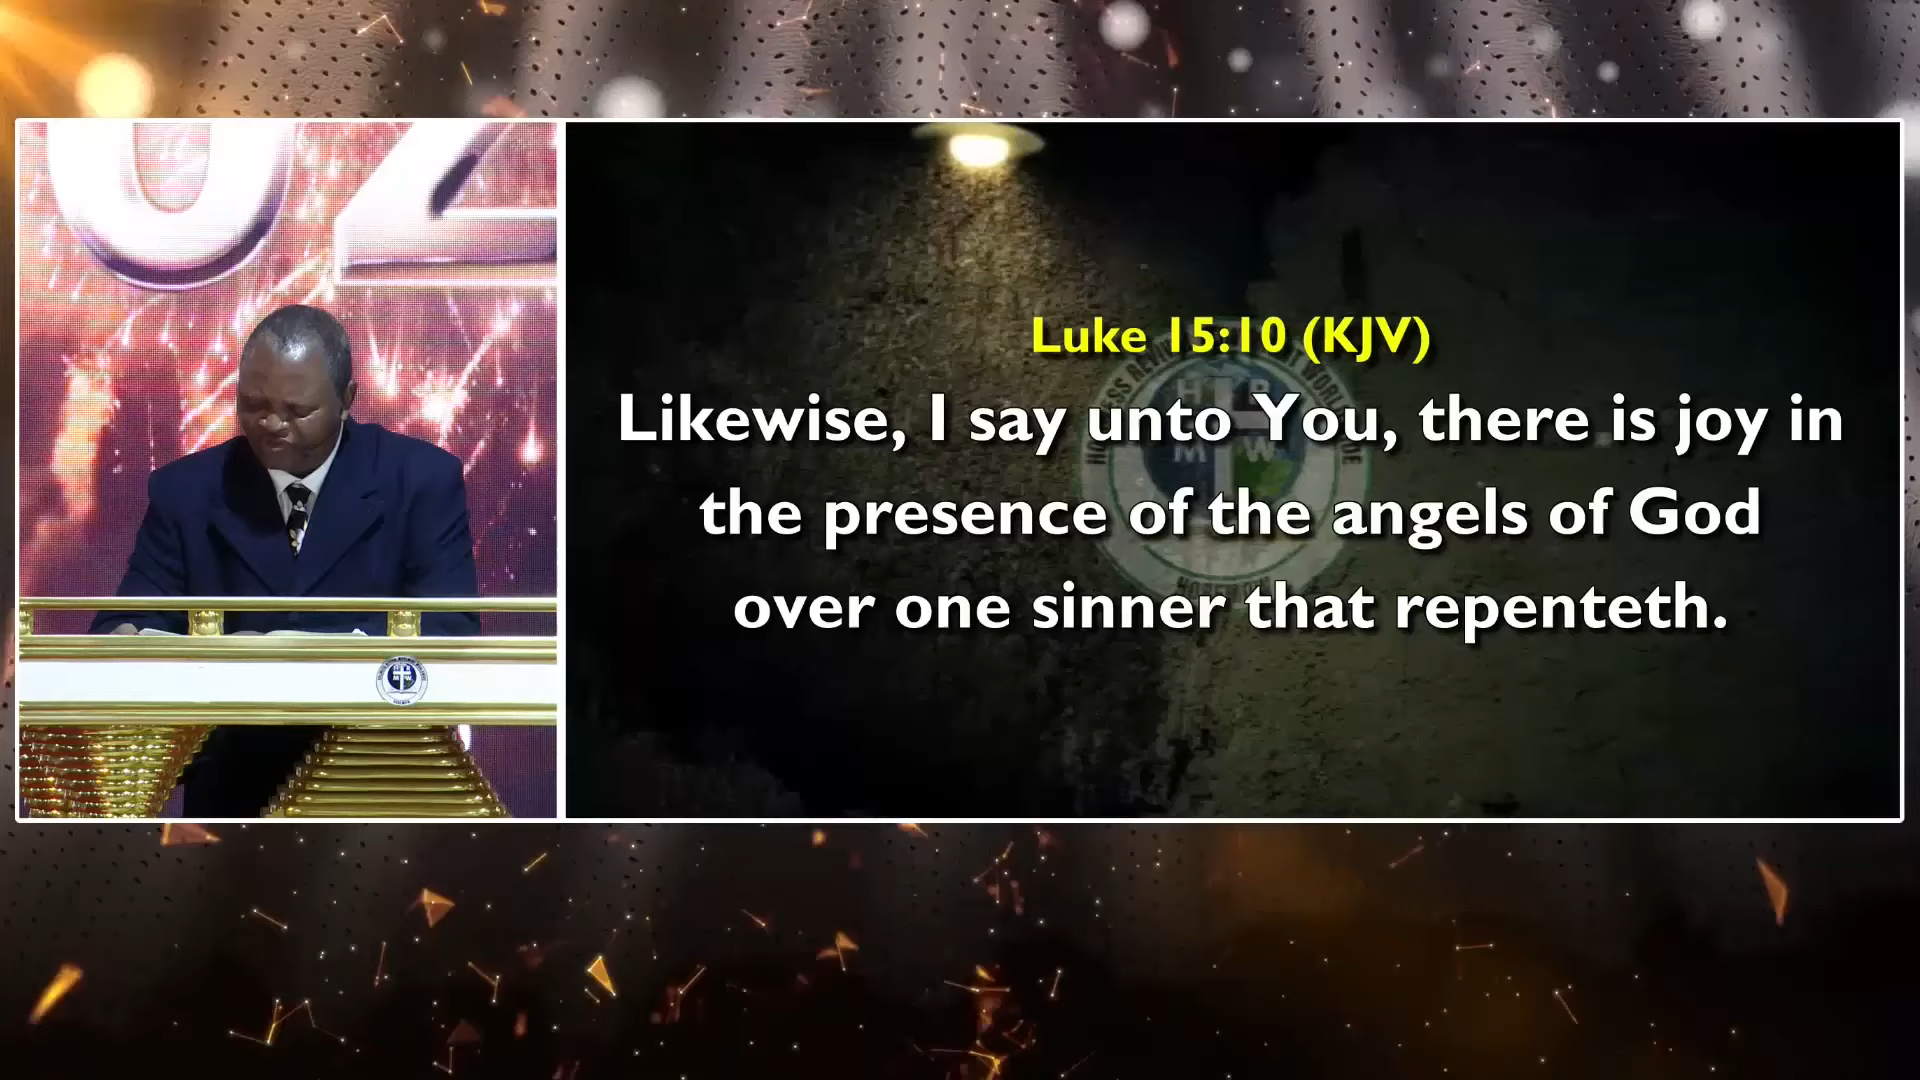 02
Luke 15:10 (KJV)
Likewise, I say unto You, there is joy in
the presence of the angels of God
over one sinner that repenteth.
H R
M W
M W